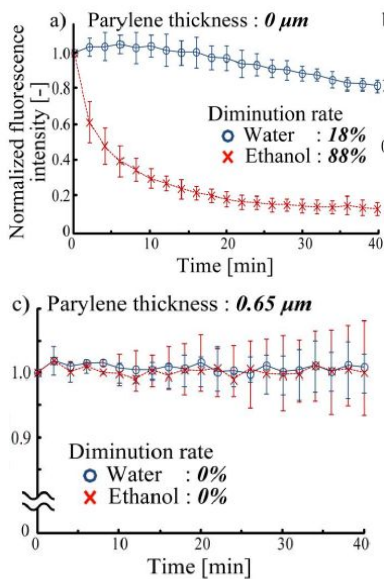 a) Parylene thickness : 0 μm
b
Normalized fluorescence
intensity [-]
1.0
0.8
0.6
0.4
0.2
0
Diminution rate
Water : 18%
Ethanol : 88%
(
0 10 20 30 40
Time [min]
c) Parylene thickness : 0.65 μm
1.0
0.9
0
Diminution rate
Water : 0%
Ethanol : 0%
0 10 20 30 40
Time [min]